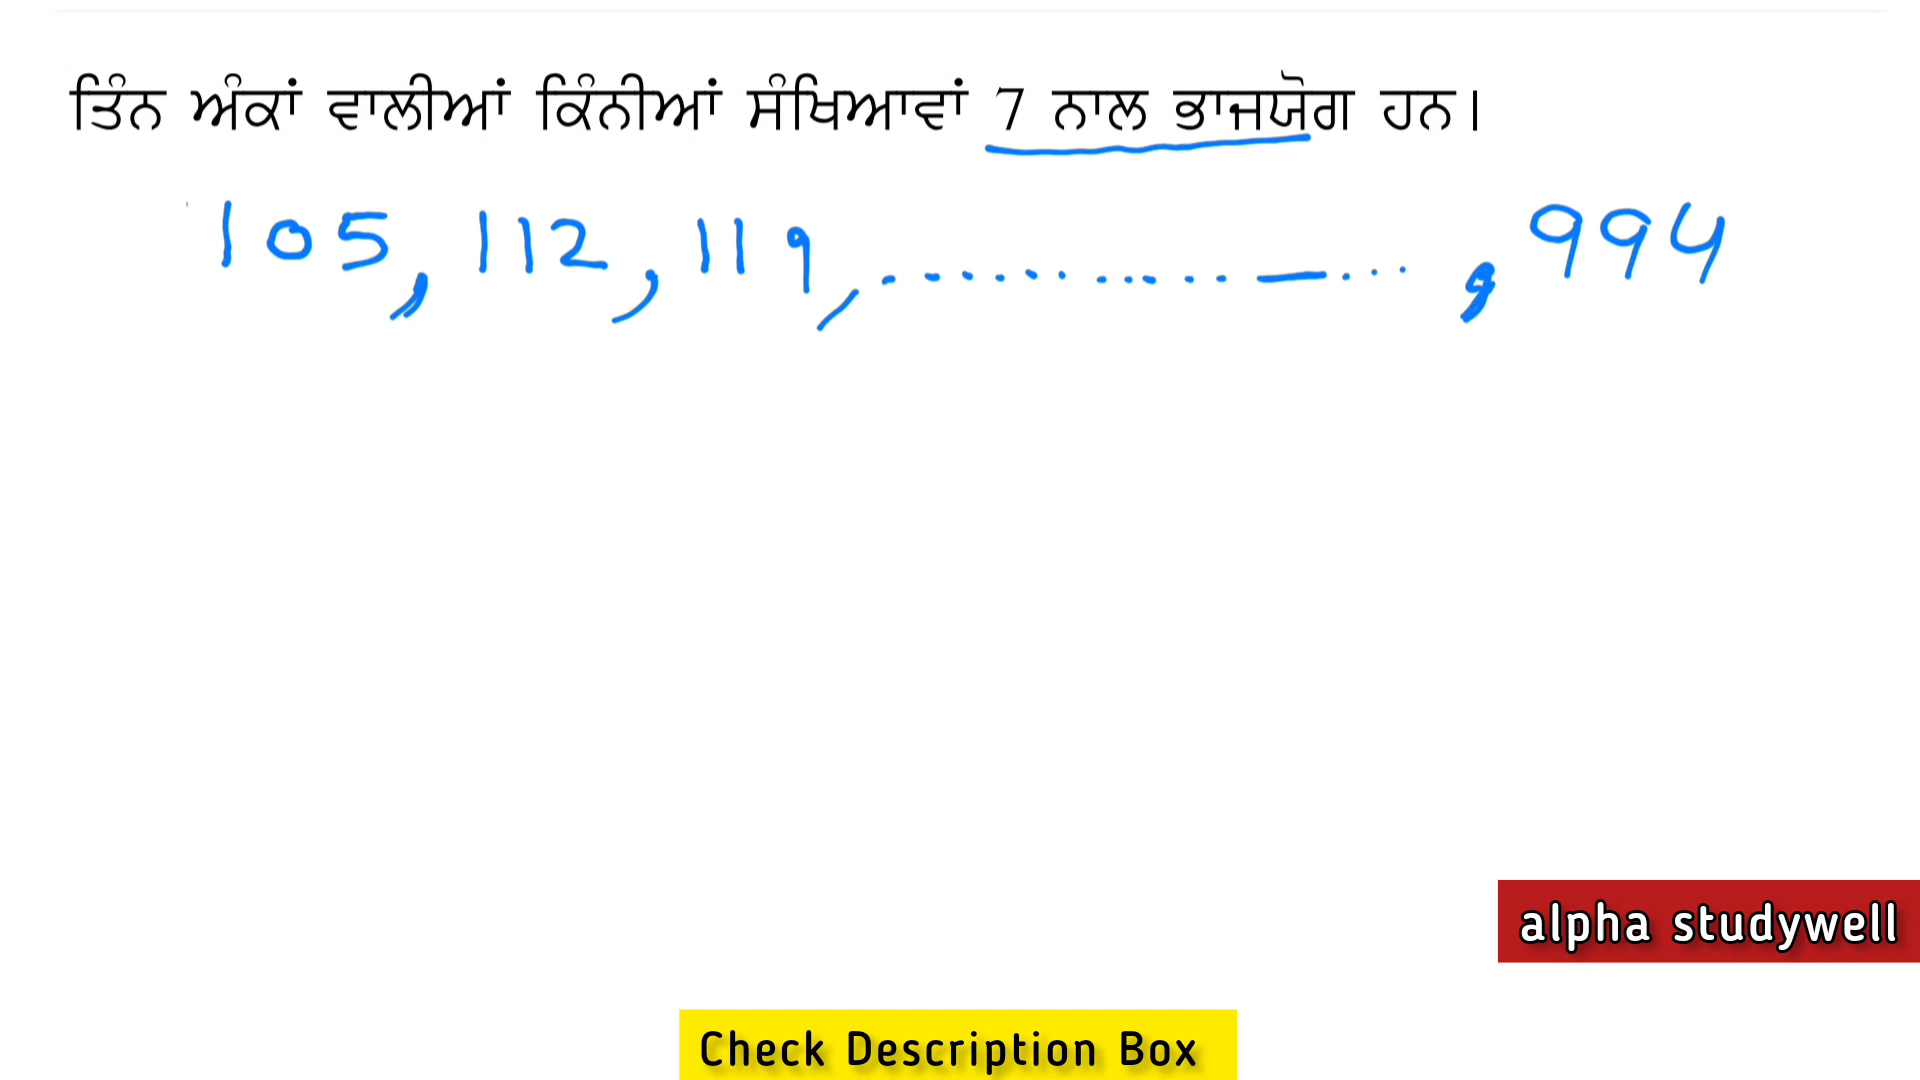 ਤਿੰਨ ਅੰਕਾਂ ਵਾਲੀਆਂ ਕਿੰਨੀਆਂ ਸੰਖਿਆਵਾਂ 7 ਨਾਲ ਭਾਜਯੋਗ ਹਨ।
105, 112, 119, ................—... , 994
alpha studywell
Check Description Box